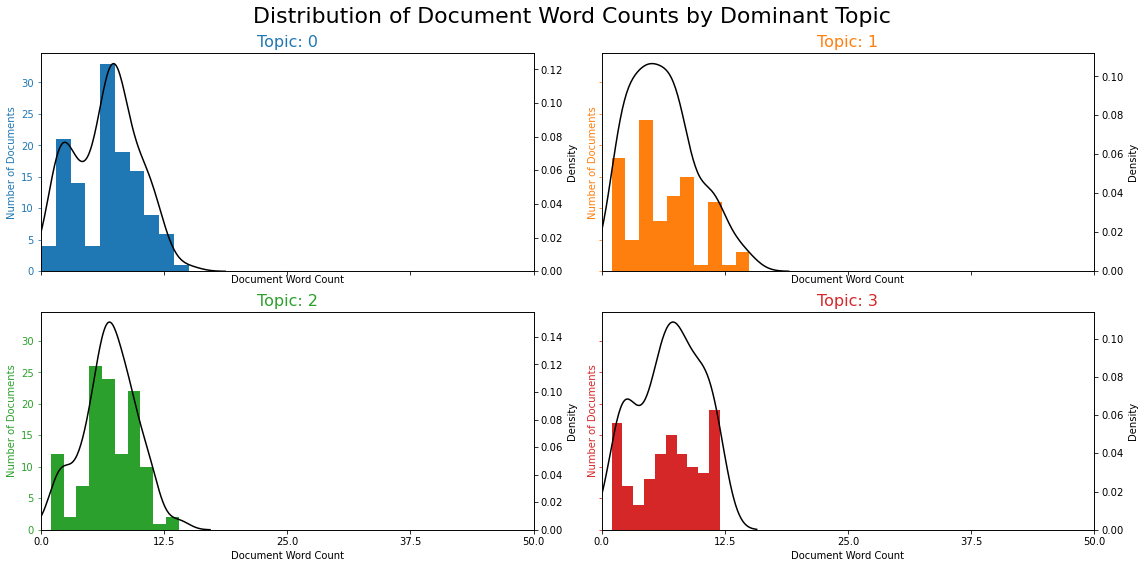 Distribution of Document Word Counts by Dominant Topic
Topic: 0
Number of Documents
30
25
20
15
10
5
0
0.12
0.10
0.08
0.06
0.04
0.02
0.00
Density
Document Word Count
Topic: 1
Number of Documents
0.10
0.08
0.06
0.04
0.02
0.00
Density
Document Word Count
Topic: 2
Number of Documents
30
25
20
15
10
5
0
0.14
0.12
0.10
0.08
0.06
0.04
0.02
0.00
Density
0.0 12.5 25.0 37.5 50.0
Document Word Count
Topic: 3
Number of Documents
0.10
0.08
0.06
0.04
0.02
0.00
Density
0.0 12.5 25.0 37.5 50.0
Document Word Count